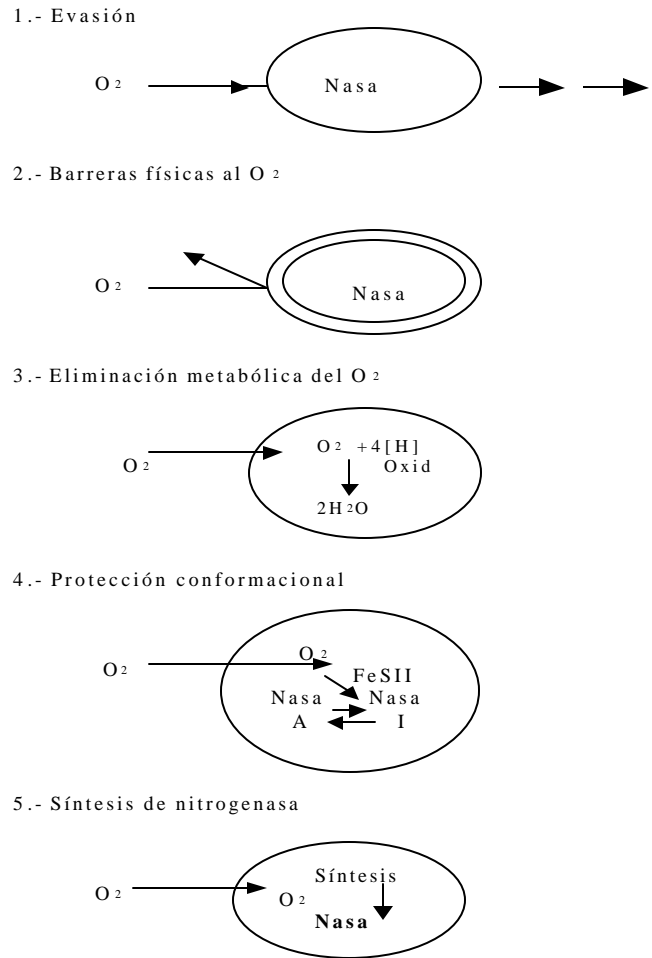 1.- Evasión
O2 Nasa
2.- Barreras físicas al O2
O2 Nasa
3.- Eliminación metabólica del O2
O2 +4[H]
O2 Oxid
2H2O
4.- Protección conformacional
O2
O2 FeSII
Nasa Nasa
A I
5.- Síntesis de nitrogenasa
Síntesis
O2 O2
Nasa